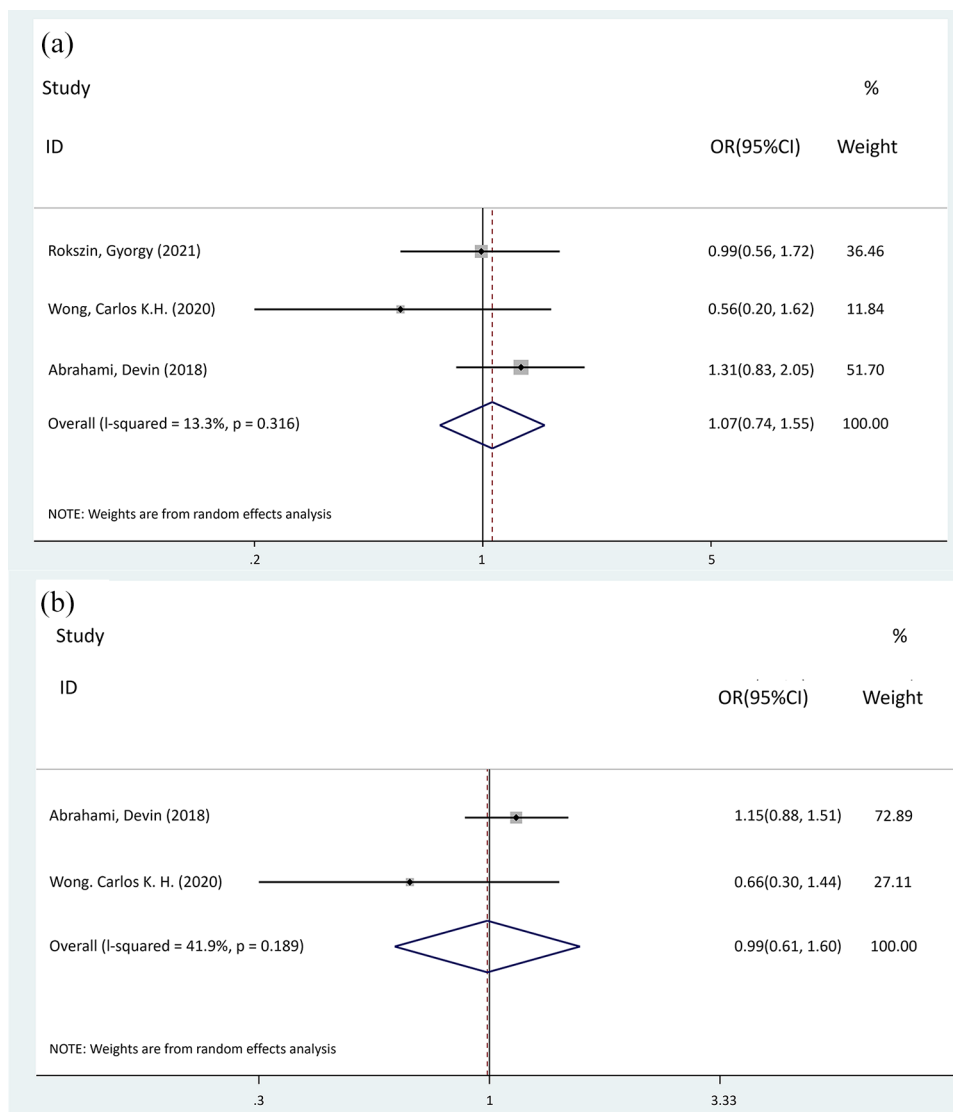 (a)
Study %
ID OR(95%CI) Weight
Rokszin, Gyorgy (2021) 0.99(0.56, 1.72) 36.46
Wong, Carlos K.H. (2020) 0.56(0.20, 1.62) 11.84
Abrahami, Devin (2018) 1.31(0.83, 2.05) 51.70
Overall (l-squared = 13.3%, p = 0.316) 1.07(0.74, 1.55) 100.00
NOTE: Weights are from random effects analysis
.2 1 5
(b)
Study %
ID
OR(95%CI) Weight
Abrahami, Devin (2018) 1.15(0.88, 1.51) 72.89
Wong. Carlos K. H. (2020) 0.66(0.30, 1.44) 27.11
Overall (l-squared = 41.9%, p = 0.189) 0.99(0.61, 1.60) 100.00
NOTE: Weights are from random effects analysis
.3 1 3.33